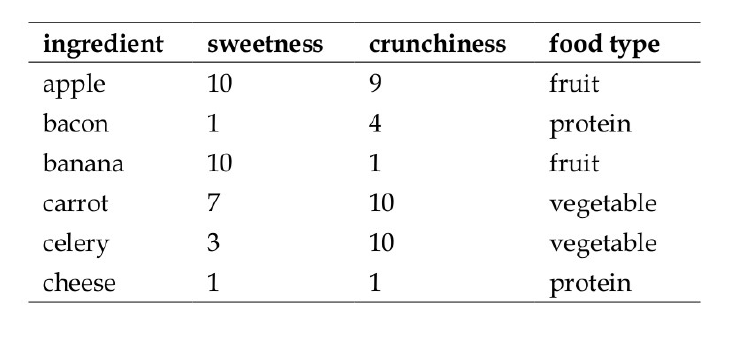 ingredient sweetness crunchiness food type
apple 10 9 fruit
bacon 1 4 protein
banana 10 1 fruit
carrot 7 10 vegetable
celery 3 10 vegetable
cheese 1 1 protein